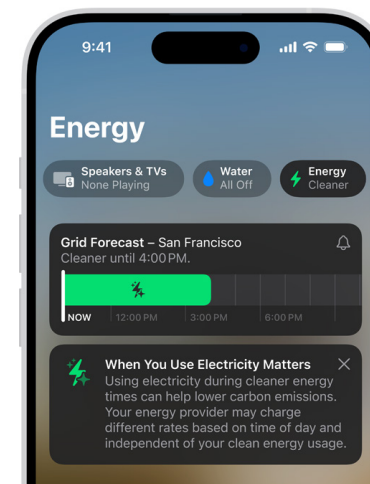 9:41
Energy
Speakers & TVs
None Playing
Water
All Off
Energy
Cleaner
Grid Forecast – San Francisco
Cleaner until 4:00 PM.
NOW
12:00 PM
3:00 PM
6:00 PM
When You Use Electricity Matters
Using electricity during cleaner energy
times can help lower carbon emissions.
Your energy provider may charge
different rates based on time of day and
independent of your clean energy usage.